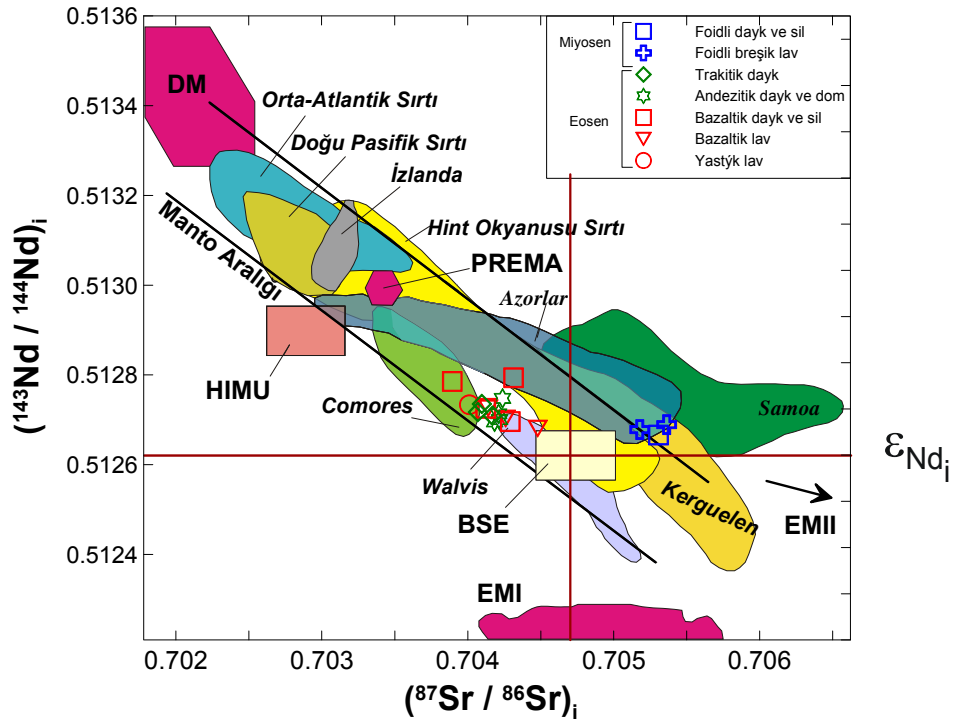 0.5136
0.5134
0.5132
0.5130
0.5128
0.5126
0.5124
(¹⁴³Nd / ¹⁴⁴Nd)ᵢ
Miyosen
Foidli dayk ve sil
Foidli breşik lav
Eosen
Trakitik dayk
Andezitik dayk ve dom
Bazaltik dayk ve sil
Bazaltik lav
Yastýk lav
DM
Orta-Atlantik Sırtı
Doğu Pasifik Sırtı
İzlanda
Manto Aralığı
Hint Okyanusu Sırtı
PREMA
Azorlar
HIMU
Comores
Samoa
Walvis
BSE
Kerguelen
EMII
EMI
εNdᵢ
0.702
0.703
0.704
0.705
0.706
(⁸⁷Sr / ⁸⁶Sr)ᵢ